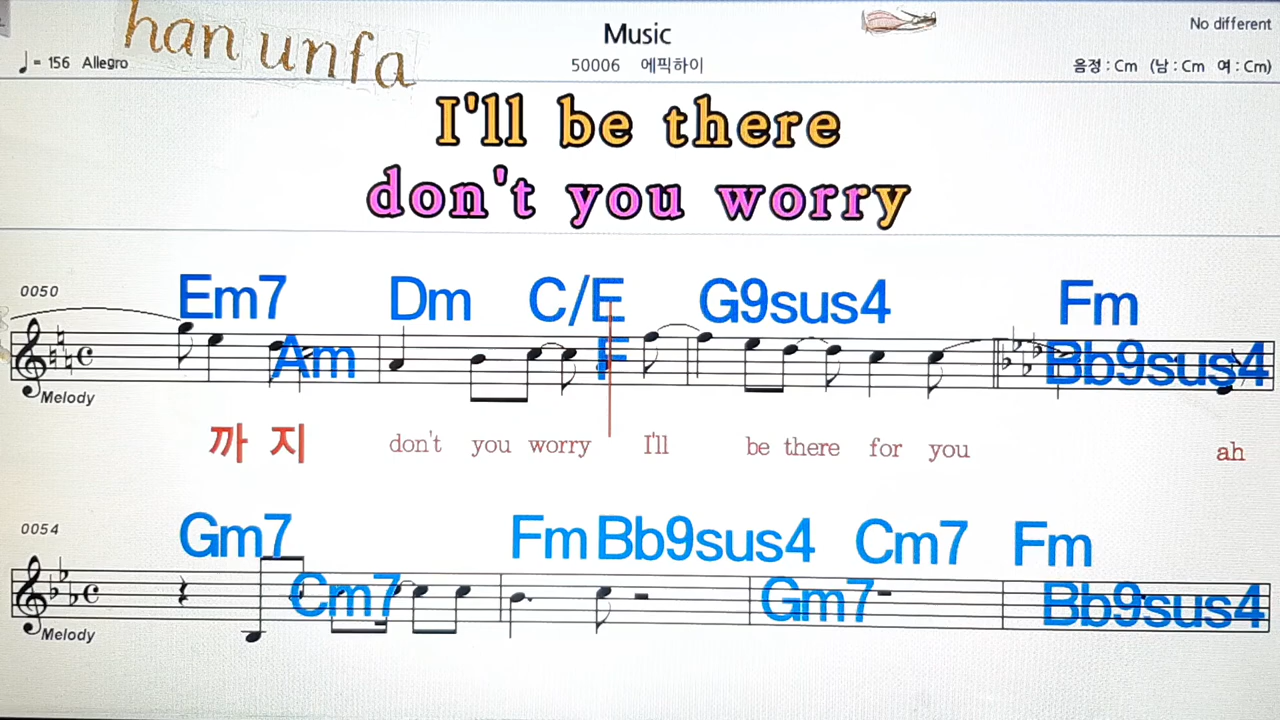 han unfa
Music
No different
♩= 156 Allegro
50006 에픽하이
음정 : Cm (남 : Cm 여 : Cm)
I'll be there
don't you worry
0050
Em7 Dm C/E G9sus4 Fm
Am F Bb9sus4
Melody
까 지 don't you worry I'll be there for you ah
0054
Gm7 Fm Bb9sus4 Cm7 Fm
Cm7 Gm7 Bb9sus4
Melody